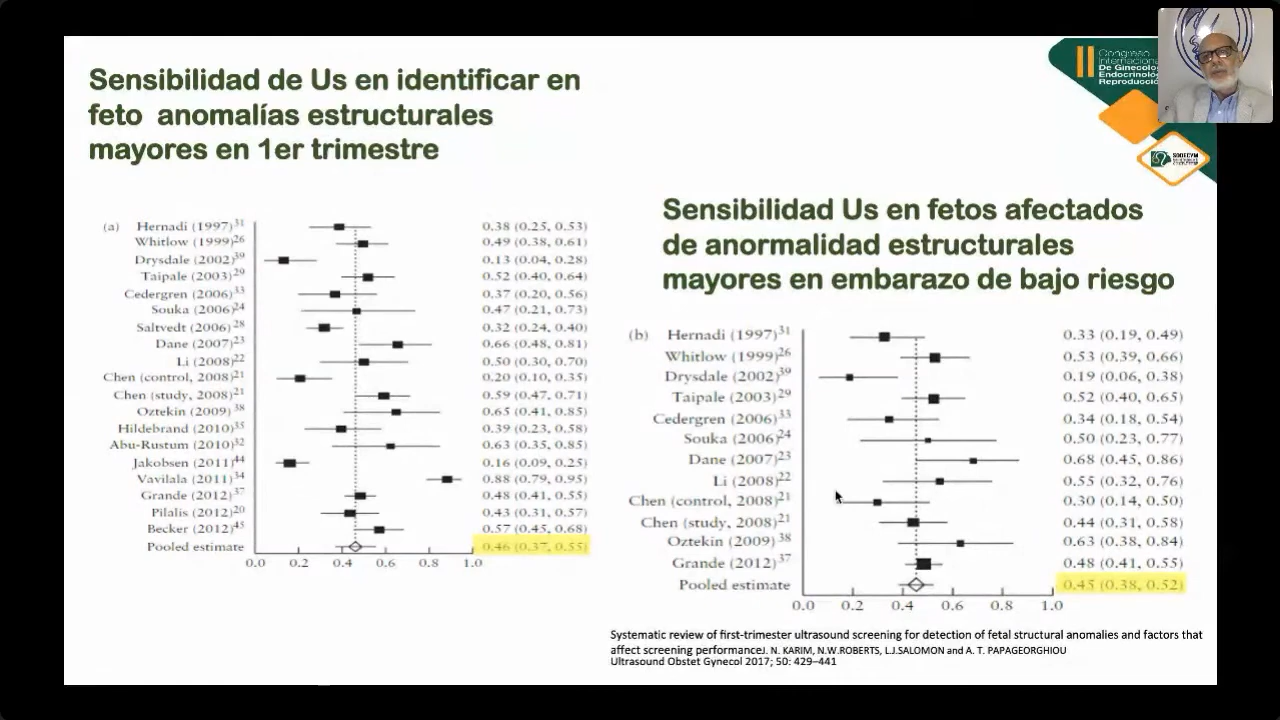 Sensibilidad de Us en identificar en
feto anomalías estructurales
mayores en 1er trimestre
II Congreso
Internacional
De Ginecología
Endocrinología
Reproducción
SODEGYM
(a) Hernadi (1997)31 0.38 (0.25, 0.53)
Whitlow (1999)26 0.49 (0.38, 0.61)
Drysdale (2002)39 0.13 (0.04, 0.28)
Taipale (2003)29 0.52 (0.40, 0.64)
Cedergren (2006)33 0.37 (0.20, 0.56)
Souka (2006)24 0.47 (0.21, 0.73)
Saltvedt (2006)28 0.32 (0.24, 0.40)
Dane (2007)23 0.66 (0.48, 0.81)
Li (2008)22 0.50 (0.30, 0.70)
Chen (control, 2008)21 0.20 (0.10, 0.35)
Chen (study, 2008)21 0.59 (0.47, 0.71)
Oztekin (2009)38 0.65 (0.41, 0.85)
Hildebrand (2010)35 0.39 (0.23, 0.58)
Abu-Rustum (2010)32 0.63 (0.35, 0.85)
Jakobsen (2011)44 0.16 (0.09, 0.25)
Vavilala (2011)34 0.88 (0.79, 0.95)
Grande (2012)37 0.48 (0.41, 0.55)
Pilalis (2012)20 0.43 (0.31, 0.57)
Becker (2012)45 0.57 (0.45, 0.68)
Pooled estimate 0.46 (0.37, 0.55)
0.0 0.2 0.4 0.6 0.8 1.0
Sensibilidad Us en fetos afectados
de anormalidad estructurales
mayores en embarazo de bajo riesgo
(b) Hernadi (1997)31 0.33 (0.19, 0.49)
Whitlow (1999)26 0.53 (0.39, 0.66)
Drysdale (2002)39 0.19 (0.06, 0.38)
Taipale (2003)29 0.52 (0.40, 0.65)
Cedergren (2006)33 0.34 (0.18, 0.54)
Souka (2006)24 0.50 (0.23, 0.77)
Dane (2007)23 0.68 (0.45, 0.86)
Li (2008)22 0.55 (0.32, 0.76)
Chen (control, 2008)21 0.30 (0.14, 0.50)
Chen (study, 2008)21 0.44 (0.31, 0.58)
Oztekin (2009)38 0.63 (0.38, 0.84)
Grande (2012)37 0.48 (0.41, 0.55)
Pooled estimate 0.45 (0.38, 0.52)
0.0 0.2 0.4 0.6 0.8 1.0
Systematic review of first-trimester ultrasound screening for detection of fetal structural anomalies and factors that
affect screening performanceJ. N. KARIM, N.W.ROBERTS, L.J.SALOMON and A. T. PAPAGEORGHIOU
Ultrasound Obstet Gynecol 2017; 50: 429–441